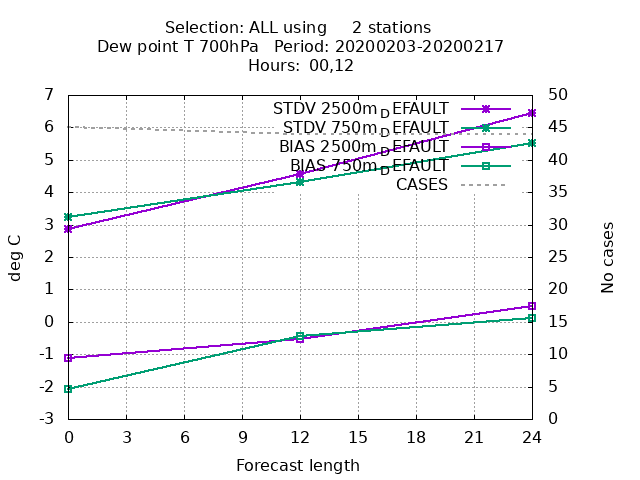 Selection: ALL using 2 stations
Dew point T 700hPa Period: 20200203-20200217
Hours: 00,12
7 50
STDV 2500m_DEFAULT
6 STDV 750m_DEFAULT 45
BIAS 2500m_DEFAULT
5 BIAS 750m_DEFAULT 40
CASES
4 35
3 30
2 25
1 20
0 15
-1 10
-2 5
-3 0
deg C
No cases
0 3 6 9 12 15 18 21 24
Forecast length